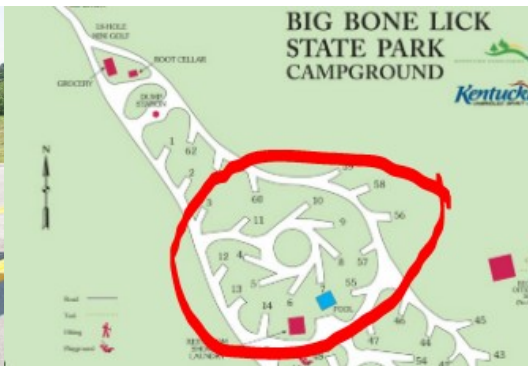 BIG BONE LICK
STATE PARK
CAMPGROUND
18-HOLE
MINI GOLF
ROOT CELLAR
GROCERY
DUMP
STATION
1
62
2
3
60
59
58
56
10
11
9
12
4
8
57
13
5
7
55
14
6
POOL
LAUNDRY
46
45
44
43
47
54
N
Road
Trail
Hiking
Playground